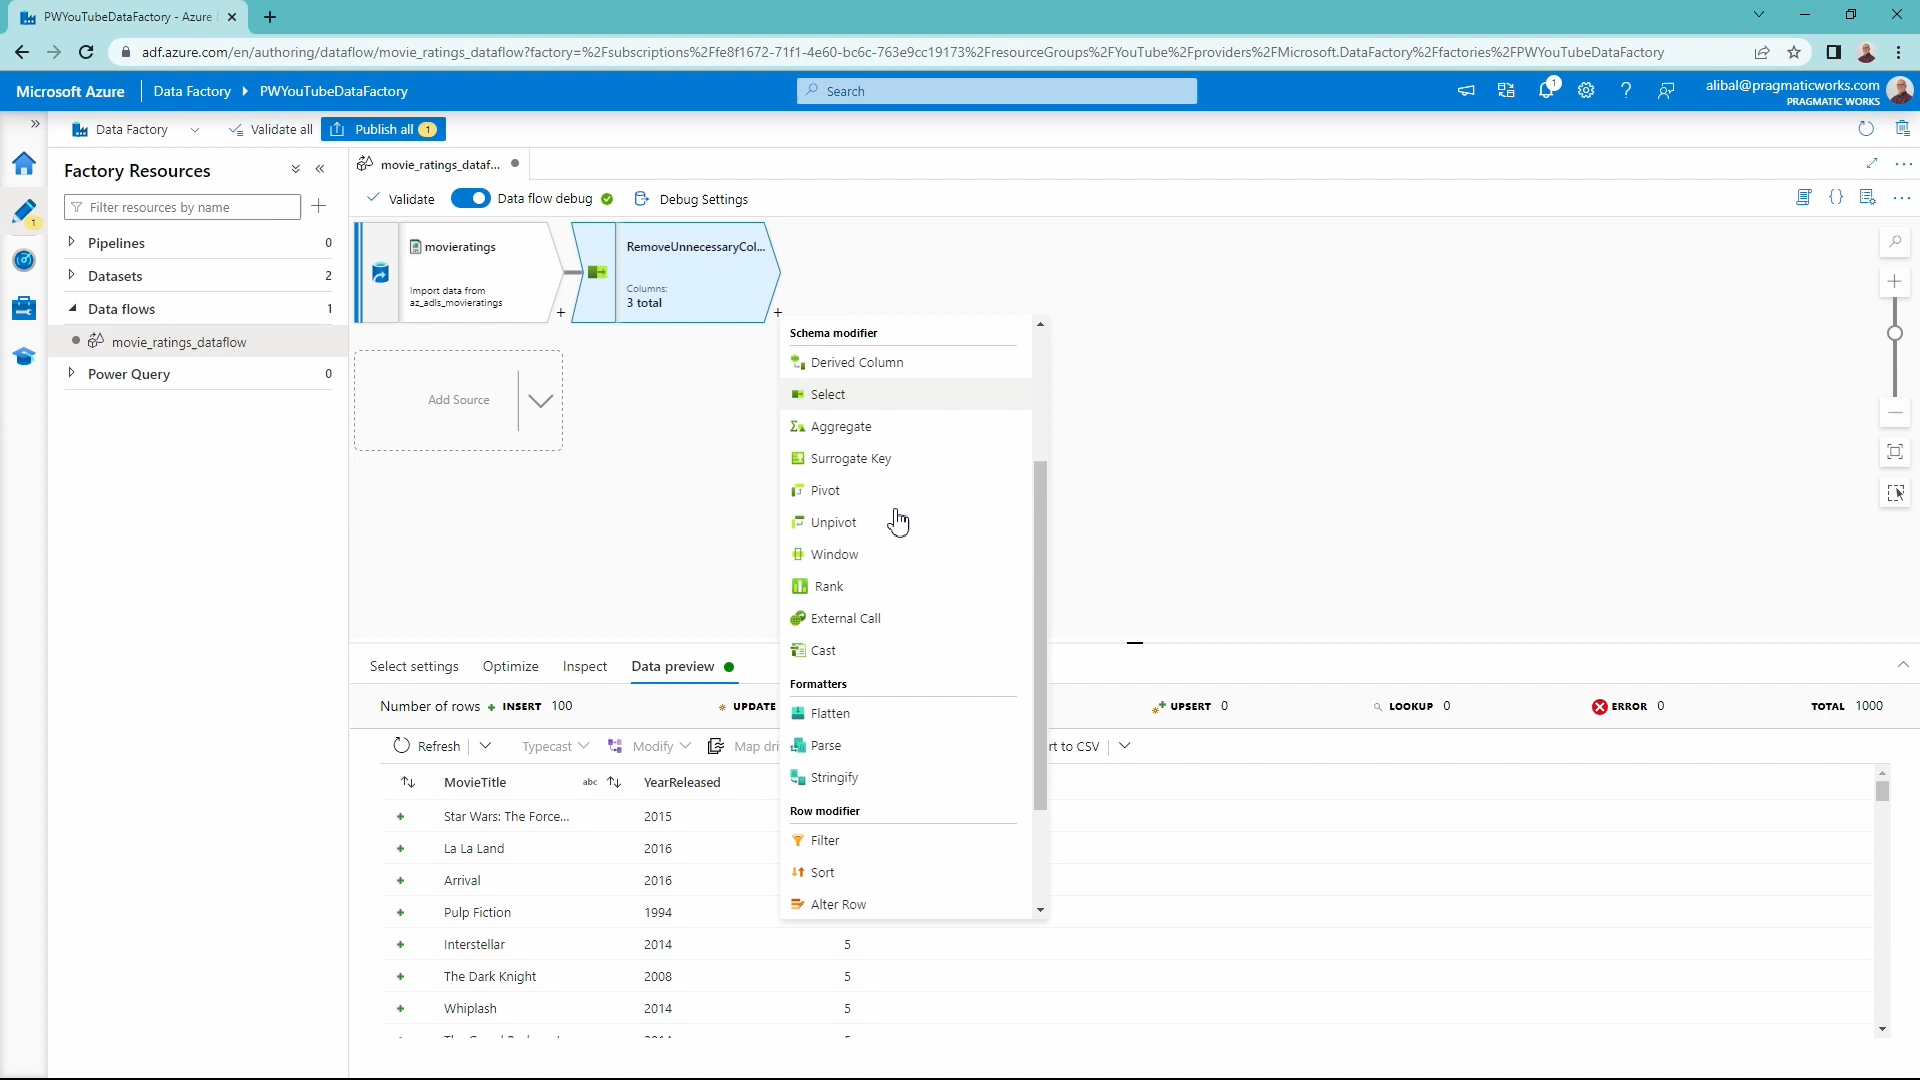 PWYouTubeDataFactory - Azure
adf.azure.com/en/authoring/dataflow/movie_ratings_dataflow?factory=%2Fsubscriptions%2Ffe8f1672-71f1-4e60-bc6c-763e9cc19173%2FresourceGroups%2FYouTube%2Fproviders%2FMicrosoft.DataFactory%2Ffactories%2FPWYouTubeDataFactory
Microsoft Azure
Data Factory
PWYouTubeDataFactory
Search
1
alibal@pragmaticworks.com
PRAGMATIC WORKS
Data Factory
Validate all
Publish all 1
Factory Resources
Filter resources by name
1
Pipelines 0
Datasets 2
Data flows 1
movie_ratings_dataflow
Power Query 0
movie_ratings_dataf...
Validate
Data flow debug
Debug Settings
movieratings
Import data from
az_adls_movieratings
RemoveUnnecessaryCol...
Columns:
3 total
Add Source
Schema modifier
Derived Column
Select
Aggregate
Surrogate Key
Pivot
Unpivot
Window
Rank
External Call
Cast
Formatters
Flatten
Parse
Stringify
Row modifier
Filter
Sort
Alter Row
Select settings
Optimize
Inspect
Data preview
Number of rows + INSERT 100
UPDATE
UPSERT 0
LOOKUP 0
ERROR 0
TOTAL 1000
Refresh
Typecast
Modify
Map dri
rt to CSV
MovieTitle abc YearReleased
Star Wars: The Force... 2015
La La Land 2016
Arrival 2016
Pulp Fiction 1994
Interstellar 2014 5
The Dark Knight 2008 5
Whiplash 2014 5